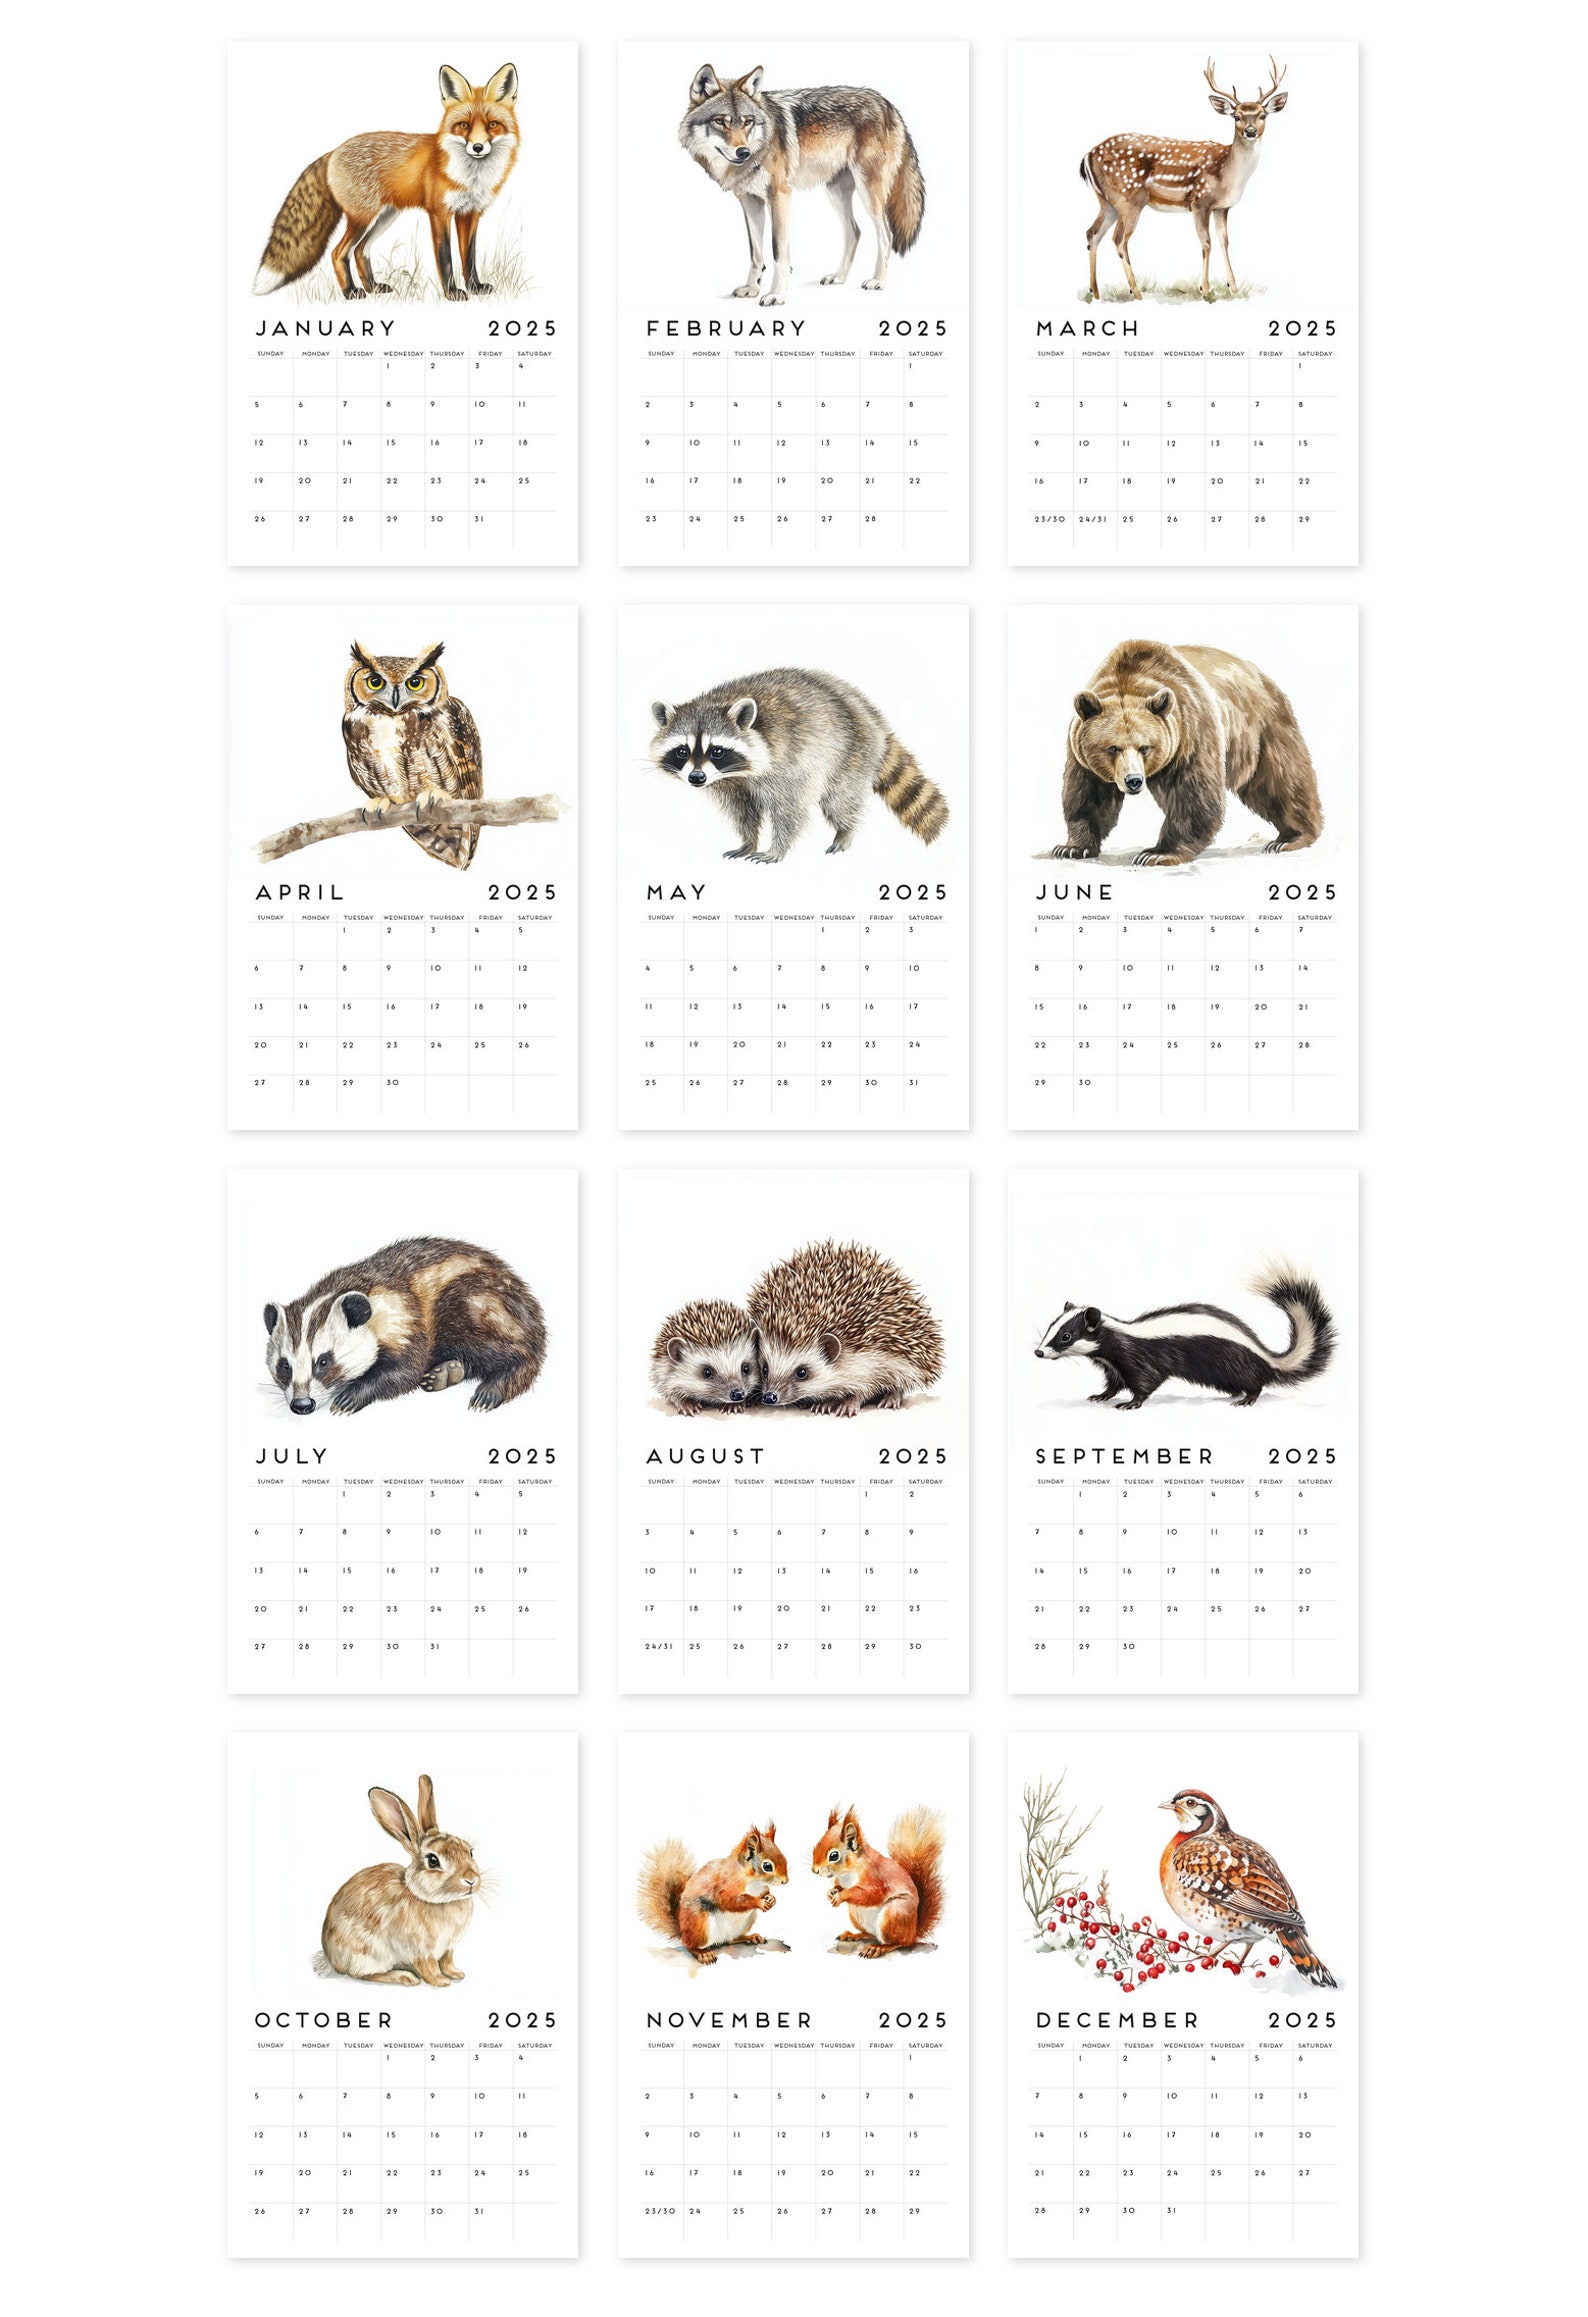 JANUARY 2025
SUNDAY MONDAY TUESDAY WEDNESDAY THURSDAY FRIDAY SATURDAY
1 2 3 4
5 6 7 8 9 10 11
12 13 14 15 16 17 18
19 20 21 22 23 24 25
26 27 28 29 30 31
FEBRUARY 2025
SUNDAY MONDAY TUESDAY WEDNESDAY THURSDAY FRIDAY SATURDAY
1
2 3 4 5 6 7 8
9 10 11 12 13 14 15
16 17 18 19 20 21 22
23 24 25 26 27 28
MARCH 2025
SUNDAY MONDAY TUESDAY WEDNESDAY THURSDAY FRIDAY SATURDAY
1
2 3 4 5 6 7 8
9 10 11 12 13 14 15
16 17 18 19 20 21 22
23/30 24/31 25 26 27 28 29
APRIL 2025
SUNDAY MONDAY TUESDAY WEDNESDAY THURSDAY FRIDAY SATURDAY
1 2 3 4 5
6 7 8 9 10 11 12
13 14 15 16 17 18 19
20 21 22 23 24 25 26
27 28 29 30
MAY 2025
SUNDAY MONDAY TUESDAY WEDNESDAY THURSDAY FRIDAY SATURDAY
1 2 3
4 5 6 7 8 9 10
11 12 13 14 15 16 17
18 19 20 21 22 23 24
25 26 27 28 29 30 31
JUNE 2025
SUNDAY MONDAY TUESDAY WEDNESDAY THURSDAY FRIDAY SATURDAY
1 2 3 4 5 6 7
8 9 10 11 12 13 14
15 16 17 18 19 20 21
22 23 24 25 26 27 28
29 30
JULY 2025
SUNDAY MONDAY TUESDAY WEDNESDAY THURSDAY FRIDAY SATURDAY
1 2 3 4 5
6 7 8 9 10 11 12
13 14 15 16 17 18 19
20 21 22 23 24 25 26
27 28 29 30 31
AUGUST 2025
SUNDAY MONDAY TUESDAY WEDNESDAY THURSDAY FRIDAY SATURDAY
1 2
3 4 5 6 7 8 9
10 11 12 13 14 15 16
17 18 19 20 21 22 23
24/31 25 26 27 28 29 30
SEPTEMBER 2025
SUNDAY MONDAY TUESDAY WEDNESDAY THURSDAY FRIDAY SATURDAY
1 2 3 4 5 6
7 8 9 10 11 12 13
14 15 16 17 18 19 20
21 22 23 24 25 26 27
28 29 30
OCTOBER 2025
SUNDAY MONDAY TUESDAY WEDNESDAY THURSDAY FRIDAY SATURDAY
1 2 3 4
5 6 7 8 9 10 11
12 13 14 15 16 17 18
19 20 21 22 23 24 25
26 27 28 29 30 31
NOVEMBER 2025
SUNDAY MONDAY TUESDAY WEDNESDAY THURSDAY FRIDAY SATURDAY
1
2 3 4 5 6 7 8
9 10 11 12 13 14 15
16 17 18 19 20 21 22
23/30 24 25 26 27 28 29
DECEMBER 2025
SUNDAY MONDAY TUESDAY WEDNESDAY THURSDAY FRIDAY SATURDAY
1 2 3 4 5 6
7 8 9 10 11 12 13
14 15 16 17 18 19 20
21 22 23 24 25 26 27
28 29 30 31